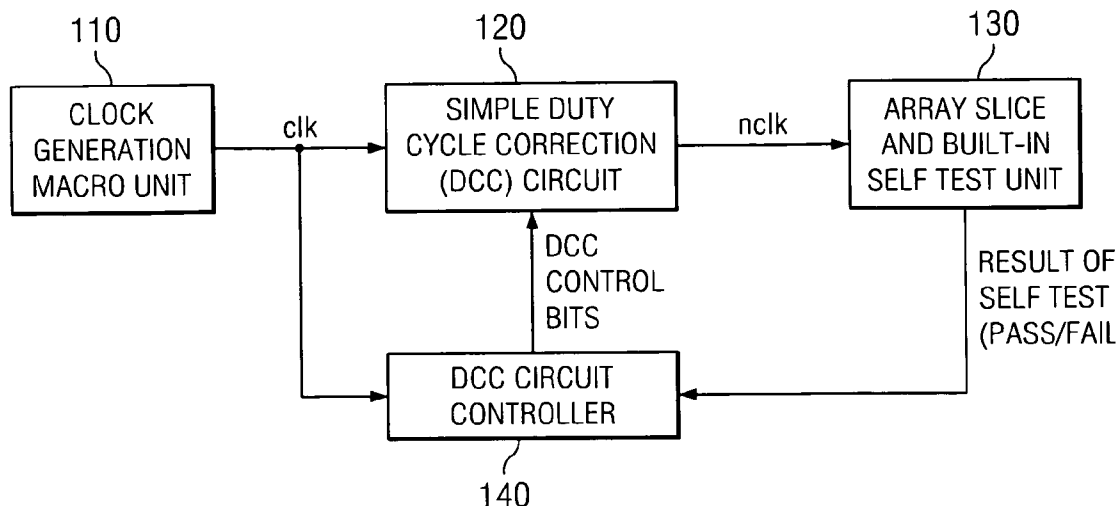 110
CLOCK
GENERATION
MACRO UNIT
clk
120
SIMPLE DUTY
CYCLE CORRECTION
(DCC) CIRCUIT
nclk
130
ARRAY SLICE
AND BUILT-IN
SELF TEST UNIT
DCC
CONTROL
BITS
RESULT OF
SELF TEST
(PASS/FAIL
DCC CIRCUIT
CONTROLLER
140